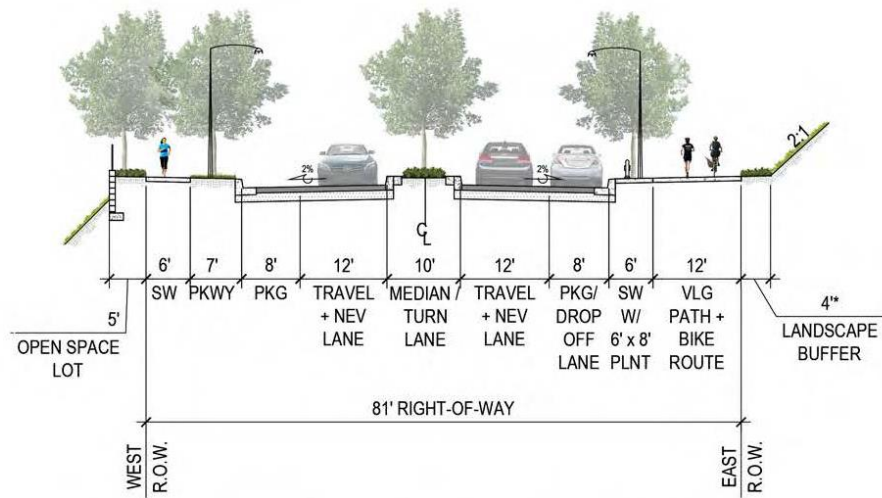 2%
2%
2:1
CL
6'
SW
7'
PKWY
8'
PKG
12'
TRAVEL
+ NEV
LANE
10'
MEDIAN /
TURN
LANE
12'
TRAVEL
+ NEV
LANE
8'
PKG/
DROP
OFF
LANE
6'
SW
W/
6' x 8'
PLNT
12'
VLG
PATH +
BIKE
ROUTE
5'
OPEN SPACE
LOT
4'*
LANDSCAPE
BUFFER
81' RIGHT-OF-WAY
WEST
R.O.W.
EAST
R.O.W.